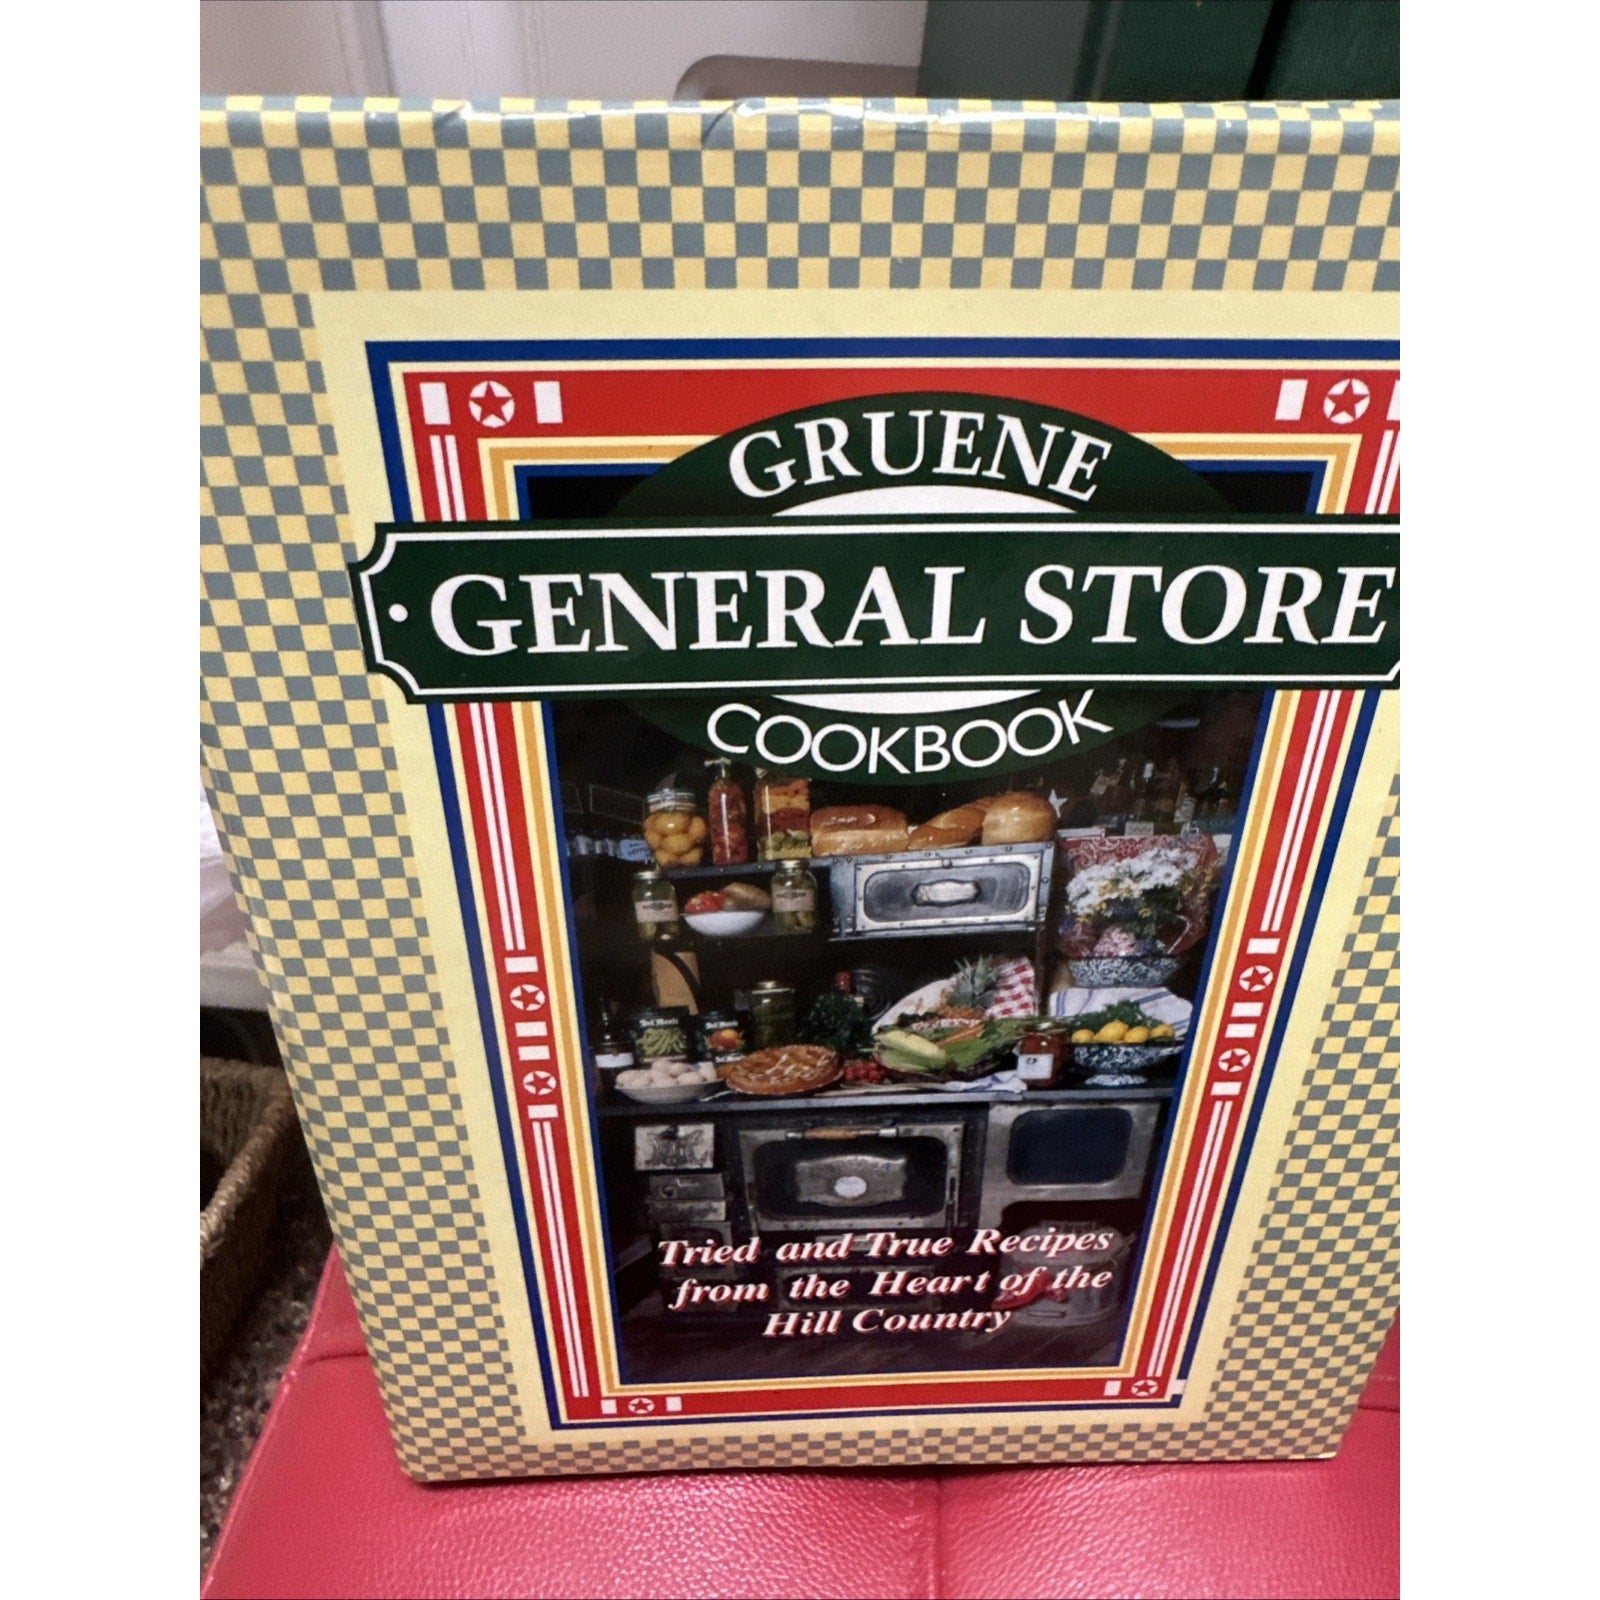 GRUENE
GENERAL STORE
COOKBOOK
Tried and True Recipes
from the Heart of the
Hill Country